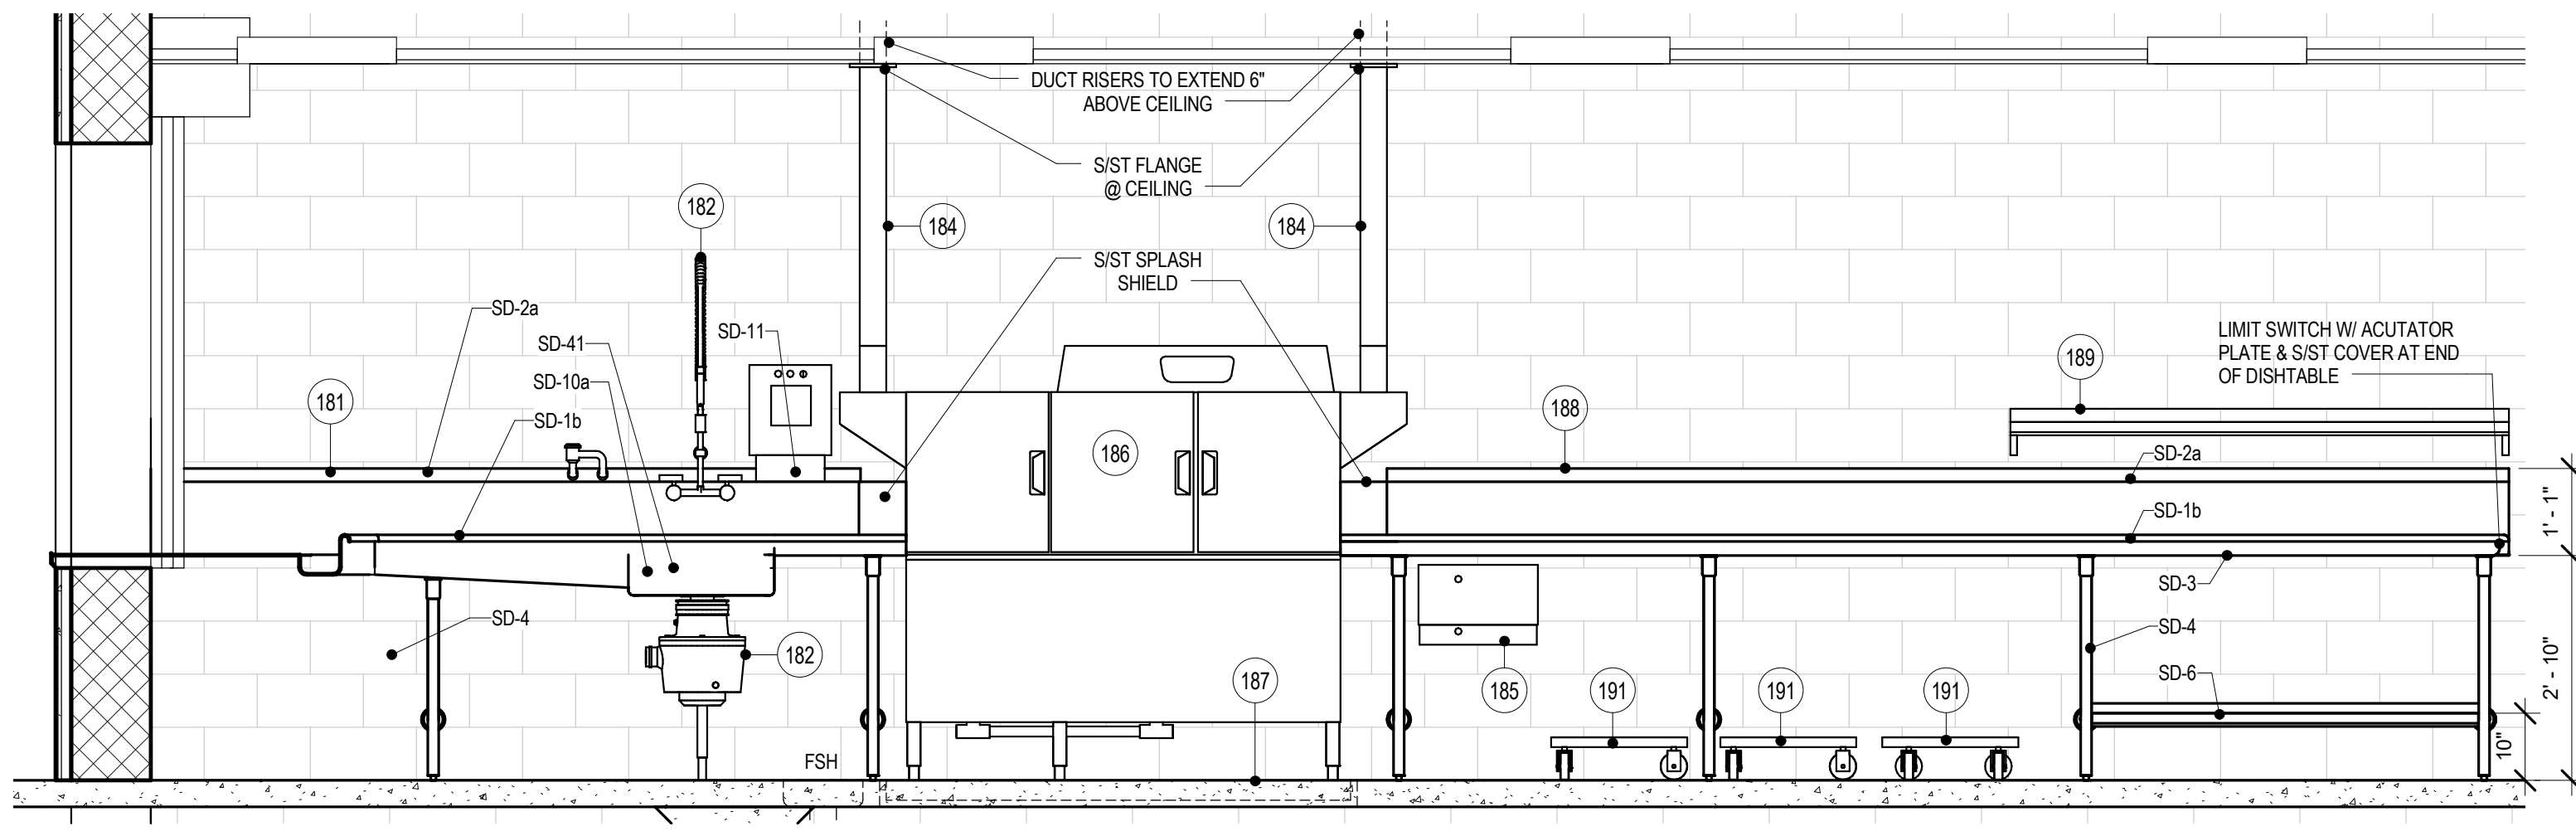 DUCT RISERS TO EXTEND 6"
ABOVE CEILING
S/ST FLANGE
@ CEILING
182
184
184
S/ST SPLASH
SHIELD
SD-2a
SD-41
SD-11
SD-10a
181
SD-1b
186
188
189
LIMIT SWITCH W/ ACUTATOR
PLATE & S/ST COVER AT END
OF DISHTABLE
SD-2a
SD-1b
1' - 1"
SD-3
SD-4
SD-4
182
187
185
191
191
191
SD-6
2' - 10"
10"
FSH